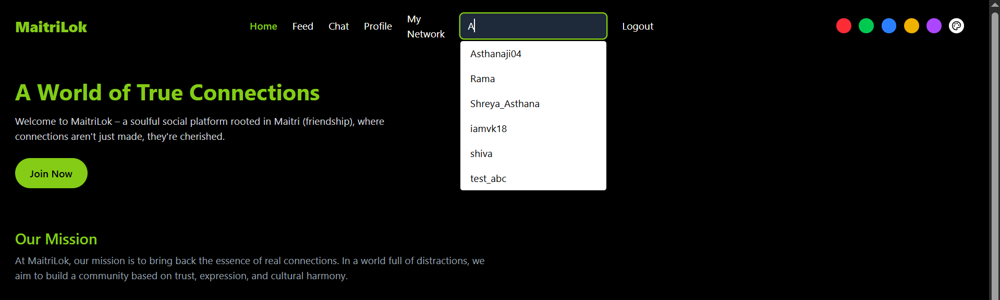 MaitriLok
Home
Feed
Chat
Profile
My
Network
A
Logout
Asthanaji04
Rama
Shreya_Asthana
iamvk18
shiva
test_abc
A World of True Connections
Welcome to MaitriLok – a soulful social platform rooted in Maitri (friendship), where
connections aren't just made, they're cherished.
Join Now
Our Mission
At MaitriLok, our mission is to bring back the essence of real connections. In a world full of distractions, we
aim to build a community based on trust, expression, and cultural harmony.